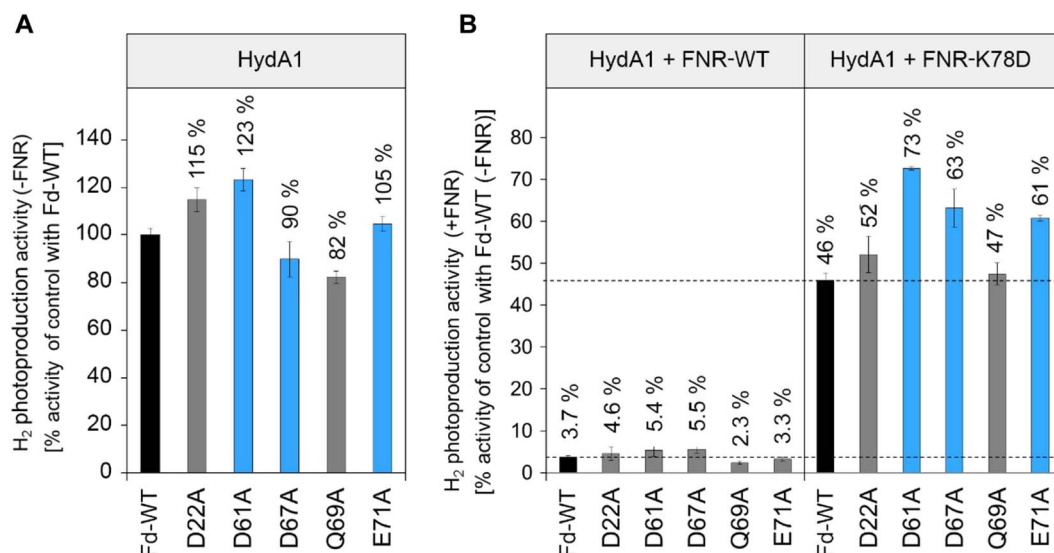 A
HydA1
H₂ photoproduction activity (-FNR)
[% activity of control with Fd-WT]
140
120
100
80
60
40
20
0
115 %
123 %
90 %
82 %
105 %
Fd-WT
D22A
D61A
D67A
Q69A
E71A
B
HydA1 + FNR-WT
HydA1 + FNR-K78D
H₂ photoproduction activity (+FNR)
[% activity of control with Fd-WT (-FNR)]
80
70
60
50
40
30
20
10
0
3.7 %
4.6 %
5.4 %
5.5 %
2.3 %
3.3 %
46 %
52 %
73 %
63 %
47 %
61 %
Fd-WT
D22A
D61A
D67A
Q69A
E71A
Fd-WT
D22A
D61A
D67A
Q69A
E71A